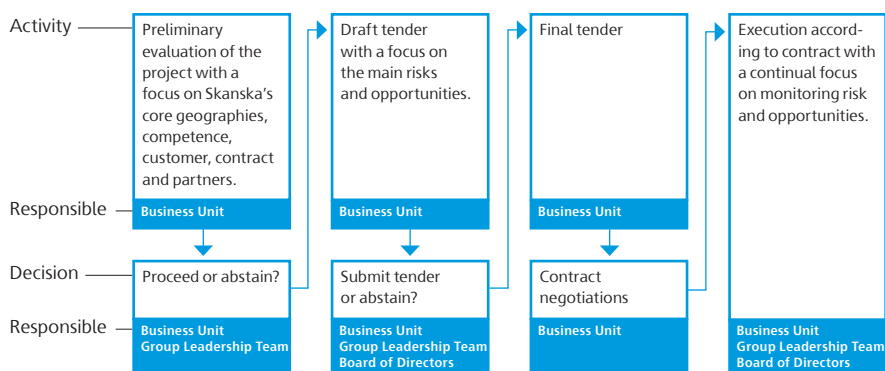 Activity
Preliminary
evaluation of the
project with a
focus on Skanska's
core geographies,
competence,
customer, contract
and partners.
Draft tender
with a focus on
the main risks
and opportunities.
Final tender
Execution accord-
ing to contract with
a continual focus
on monitoring risk
and opportunities.
Responsible
Business Unit
Business Unit
Business Unit
Decision
Proceed or abstain?
Submit tender
or abstain?
Contract
negotiations
Responsible
Business Unit
Group Leadership Team
Business Unit
Group Leadership Team
Board of Directors
Business Unit
Business Unit
Group Leadership Team
Board of Directors